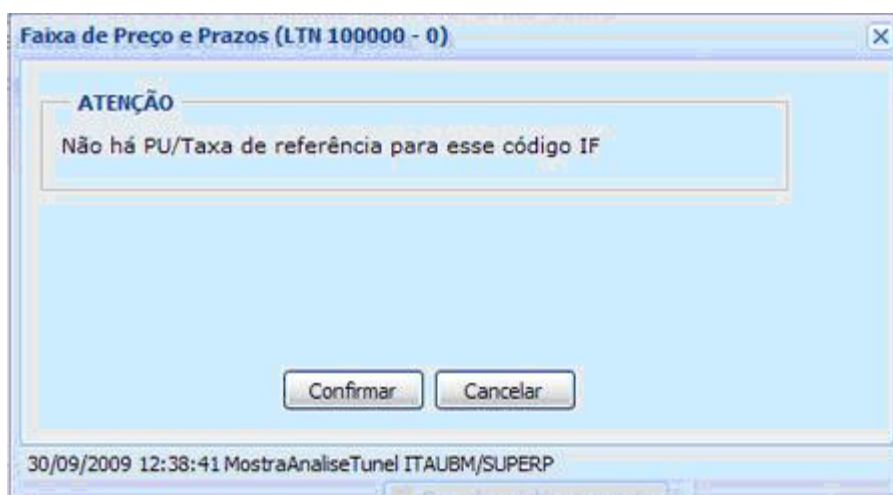 Faixa de Preço e Prazos (LTN 100000 - 0)
ATENÇÃO
Não há PU/Taxa de referência para esse código IF
Confirmar Cancelar
30/09/2009 12:38:41 MostraAnaliseTunel ITAUBM/SUPERP